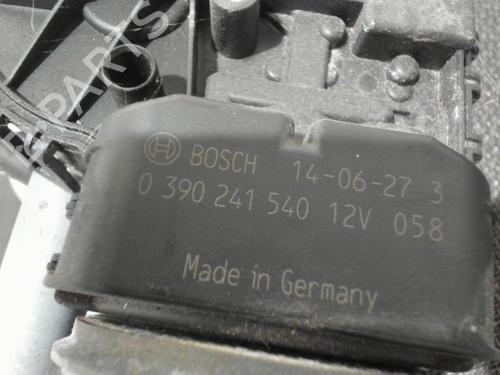 BOSCH 14-06-27 3
0 390 241 540 12V 058
Made in Germany